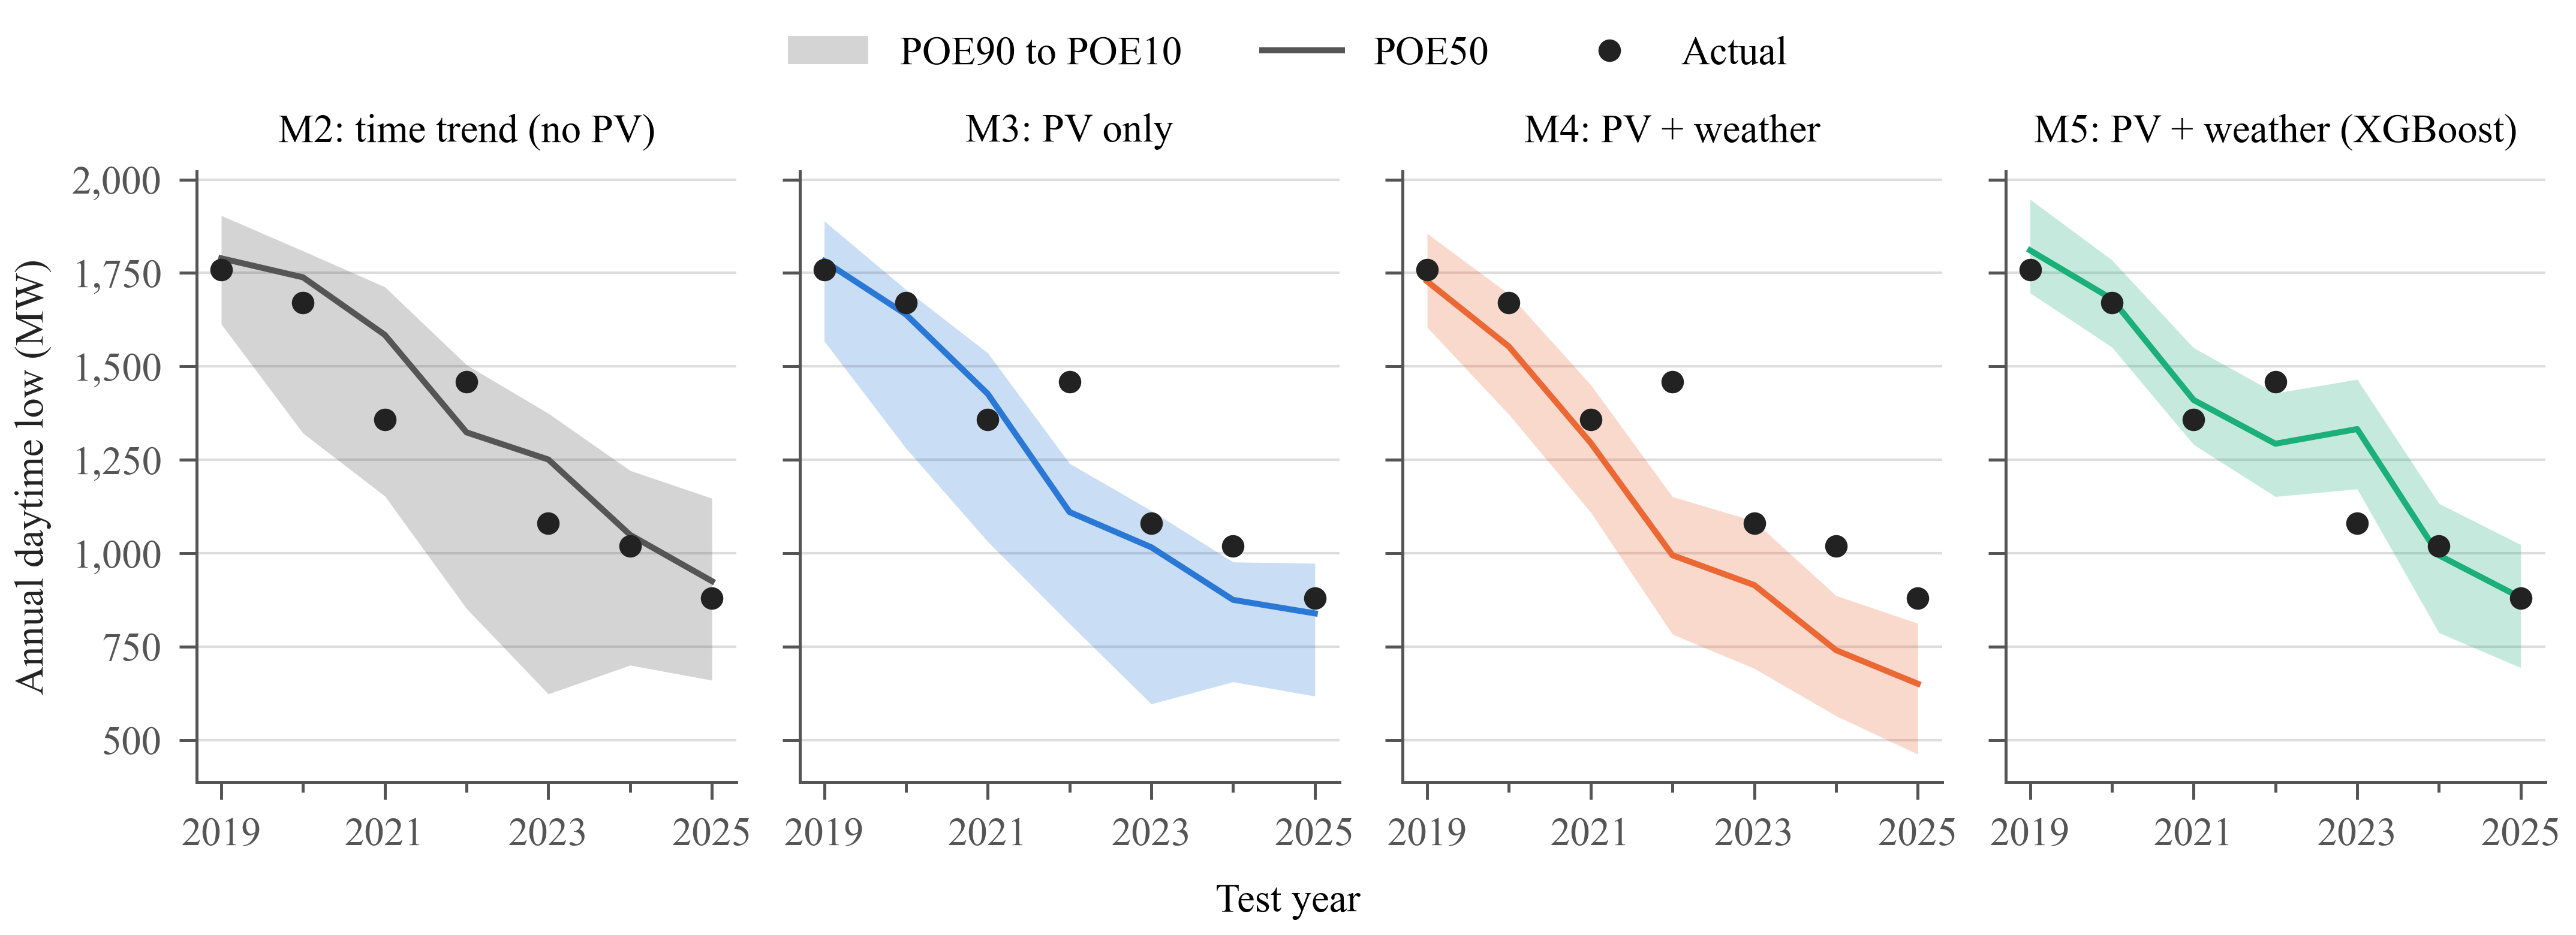 POE90 to POE10 POE50 Actual
M2: time trend (no PV) M3: PV only M4: PV + weather M5: PV + weather (XGBoost)
Annual daytime low (MW)
2,000
1,750
1,500
1,250
1,000
750
500
2019 2021 2023 2025 2019 2021 2023 2025 2019 2021 2023 2025 2019 2021 2023 2025
Test year